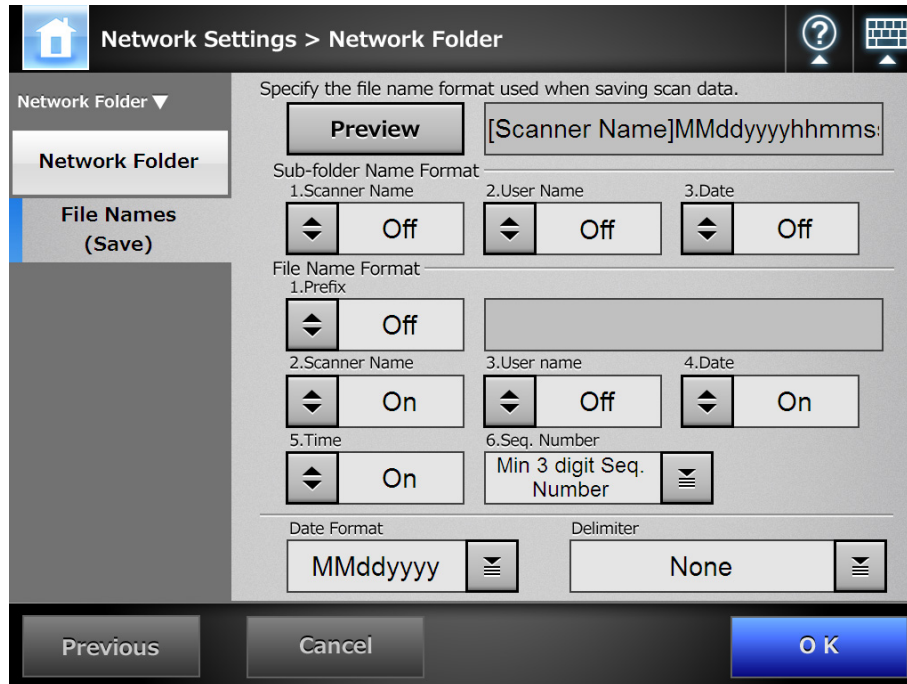 Network Settings > Network Folder
?
Network Folder ▼
Network Folder
File Names
(Save)
Specify the file name format used when saving scan data.
Preview
[Scanner Name]MMddyyyyhhmms
Sub-folder Name Format
1.Scanner Name 2.User Name 3.Date
Off Off Off
File Name Format
1.Prefix
Off
2.Scanner Name 3.User name 4.Date
On Off On
5.Time 6.Seq. Number
On Min 3 digit Seq.
Number
Date Format Delimiter
MMddyyyy None
Previous Cancel OK